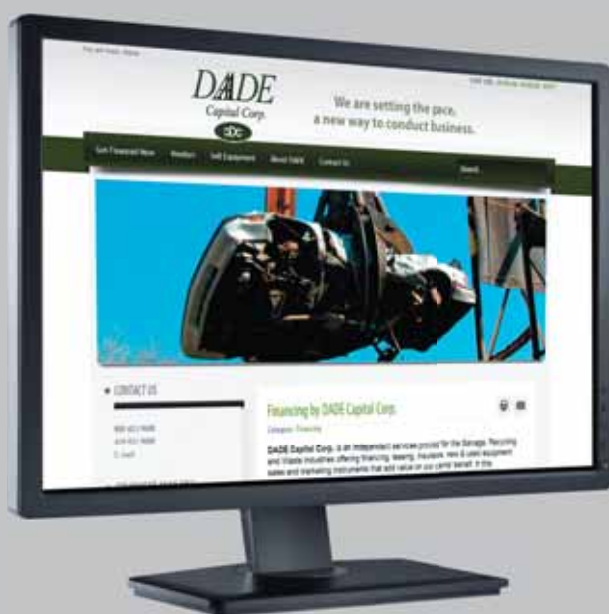 DADE
Capital Corp.
We are setting the pace,
a new way to conduct business.
Get Financed Now Vendors Sell Equipment About DADE Contact Us
Search
CONTACT US
Financing by DADE Capital Corp.
Category: Financing
E-mail
DADE Capital Corp. is an independent services provider for the Salvage, Recycling
and Waste industries offering financing, leasing, insurance, new & used equipment
sales and marketing instruments that add value on our client behalf. In this